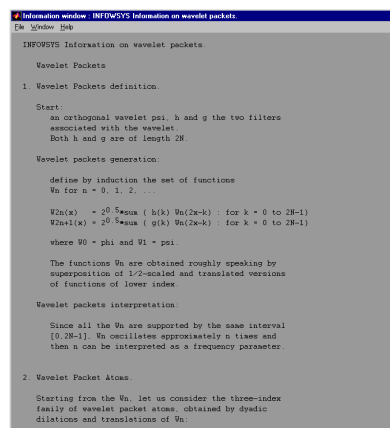 Information window : INFOWSYS Information on wavelet packets.
File Window Help
INFOWSYS Information on wavelet packets.
Wavelet Packets
1. Wavelet Packets definition.
Start:
an orthogonal wavelet psi, h and g the two filters
associated with the wavelet.
Both h and g are of length 2N.
Wavelet packets generation:
define by induction the set of functions
Wn for n = 0, 1, 2, ...
W2n(x) = 2^0.5*sum ( h(k) Wn(2x-k) : for k = 0 to 2N-1)
W2n+1(x) = 2^0.5*sum ( g(k) Wn(2x-k) : for k = 0 to 2N-1)
where W0 = phi and W1 = psi.
The functions Wn are obtained roughly speaking by
superposition of 1/2-scaled and translated versions
of functions of lower index.
Wavelet packets interpretation:
Since all the Wn are supported by the same interval
[0,2N-1], Wn oscillates approximately n times and
then n can be interpreted as a frequency parameter.
2. Wavelet Packet Atoms.
Starting from the Wn, let us consider the three-index
family of wavelet packet atoms, obtained by dyadic
dilations and translations of Wn: